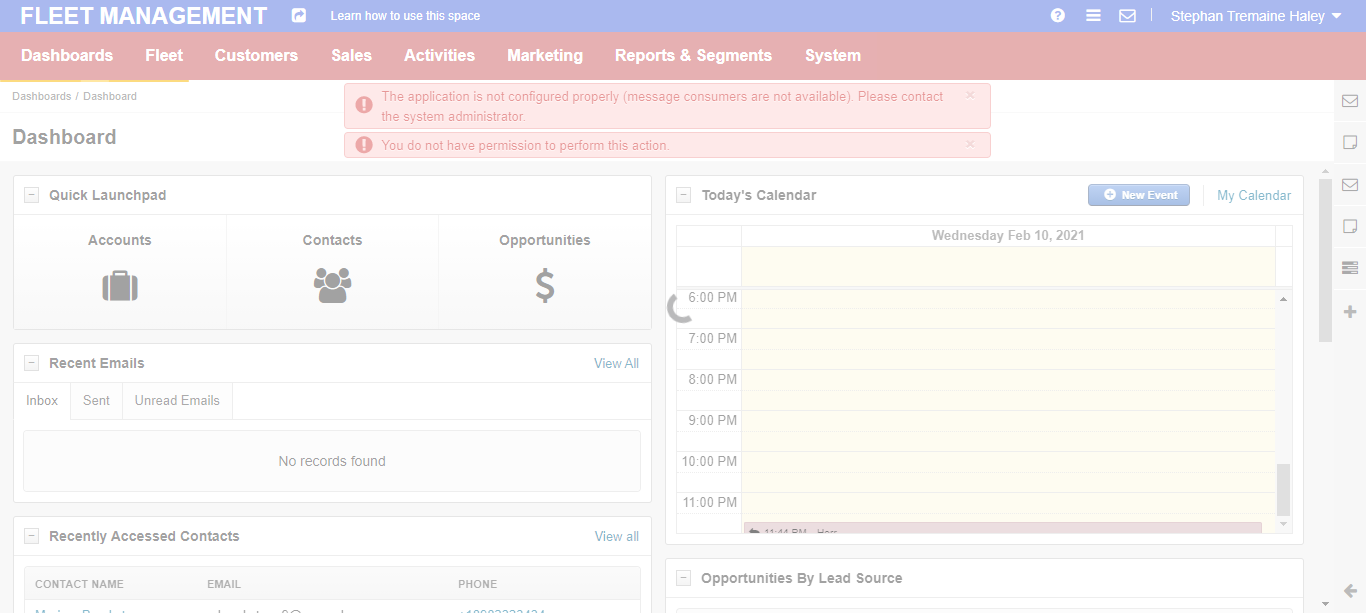 FLEET MANAGEMENT
Learn how to use this space
Stephan Tremaine Haley
Dashboards Fleet Customers Sales Activities Marketing Reports & Segments System
Dashboards / Dashboard
The application is not configured properly (message consumers are not available). Please contact
the system administrator.
You do not have permission to perform this action.
Dashboard
Quick Launchpad
Accounts Contacts Opportunities
Recent Emails View All
Inbox Sent Unread Emails
No records found
Recently Accessed Contacts View all
CONTACT NAME EMAIL PHONE
Today's Calendar New Event My Calendar
Wednesday Feb 10, 2021
6:00 PM
7:00 PM
8:00 PM
9:00 PM
10:00 PM
11:00 PM
11:44 PM
Opportunities By Lead Source